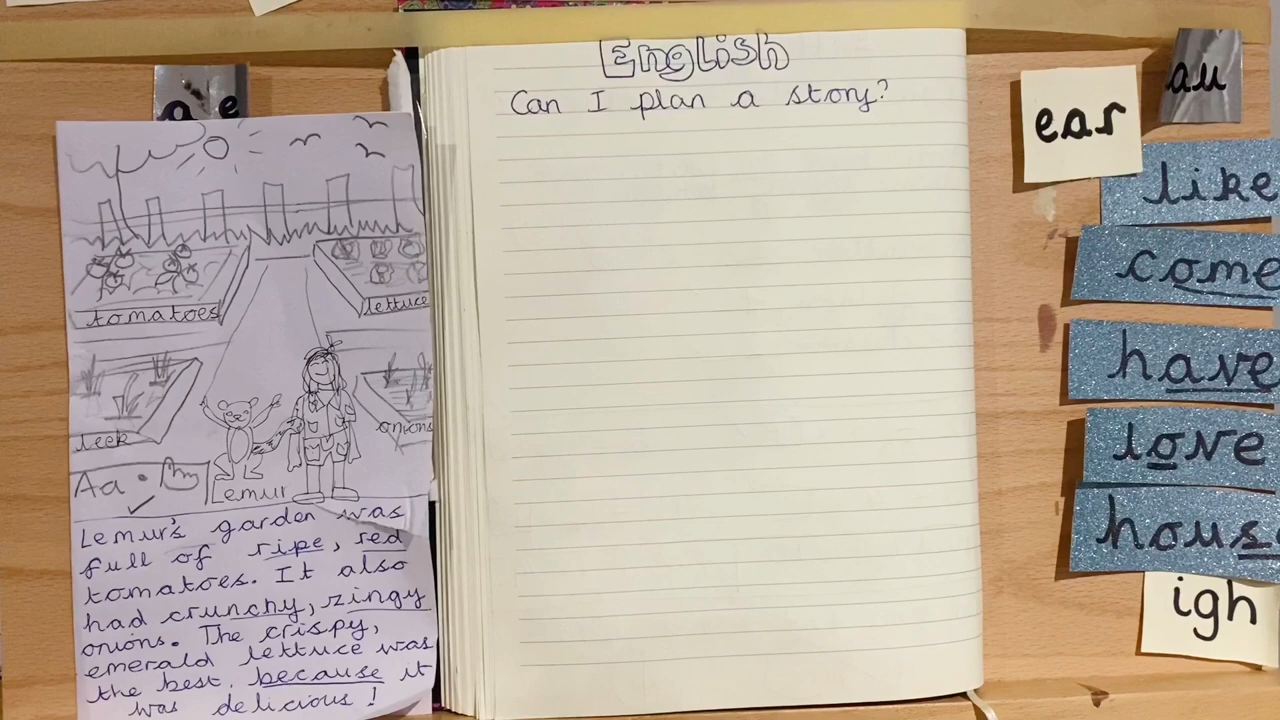 a e
tomatoes
lettuce
leek
onions
Aa
Lemur
Lemur's garden was
full of ripe, red
tomatoes. It also
had crunchy, zingy
onions. The crispy,
emerald lettuce was
the best, because it
was delicious!
English
Can I plan a story?
ear
au
like
come
have
love
house
igh